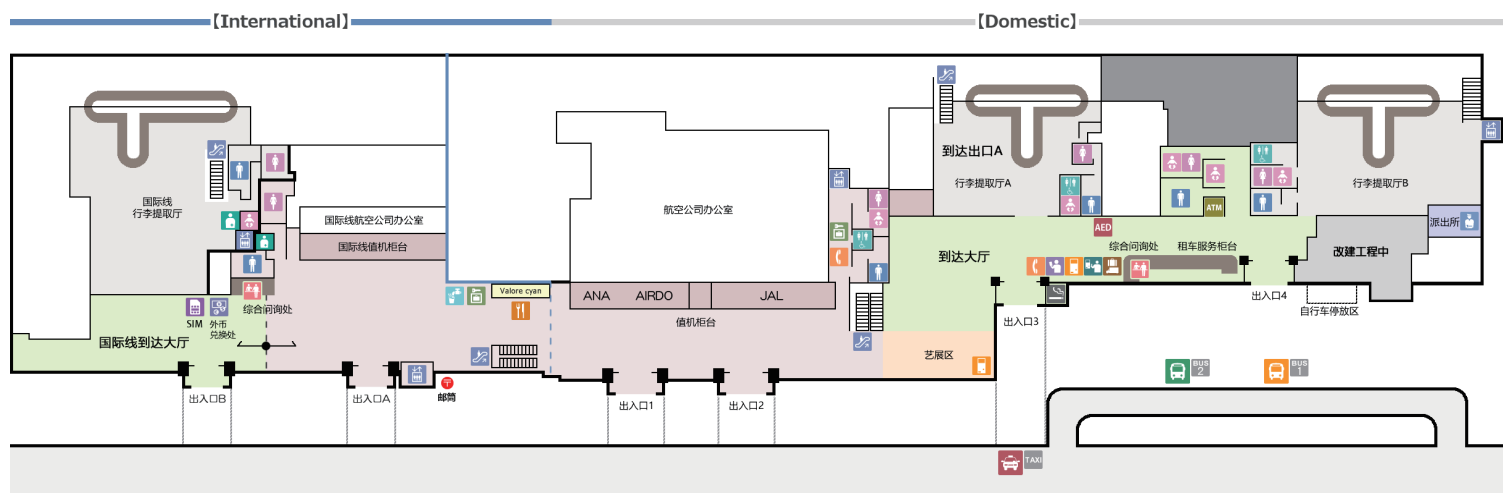 【International】
【Domestic】
到达出口A
国际线
行李提取厅
行李提取厅A
行李提取厅B
国际线航空公司办公室
航空公司办公室
ATM
派出所
AED
国际线值机柜台
到达大厅
综合问询处
租车服务柜台
改建工程中
Valore cyan
ANA
AIRDO
JAL
出入口4
综合问询处
SIM
外币
兑换处
值机柜台
出入口3
自行车停放区
国际线到达大厅
艺展区
BUS
2
BUS
1
〒
邮筒
出入口B
出入口A
出入口1
出入口2
TAXI